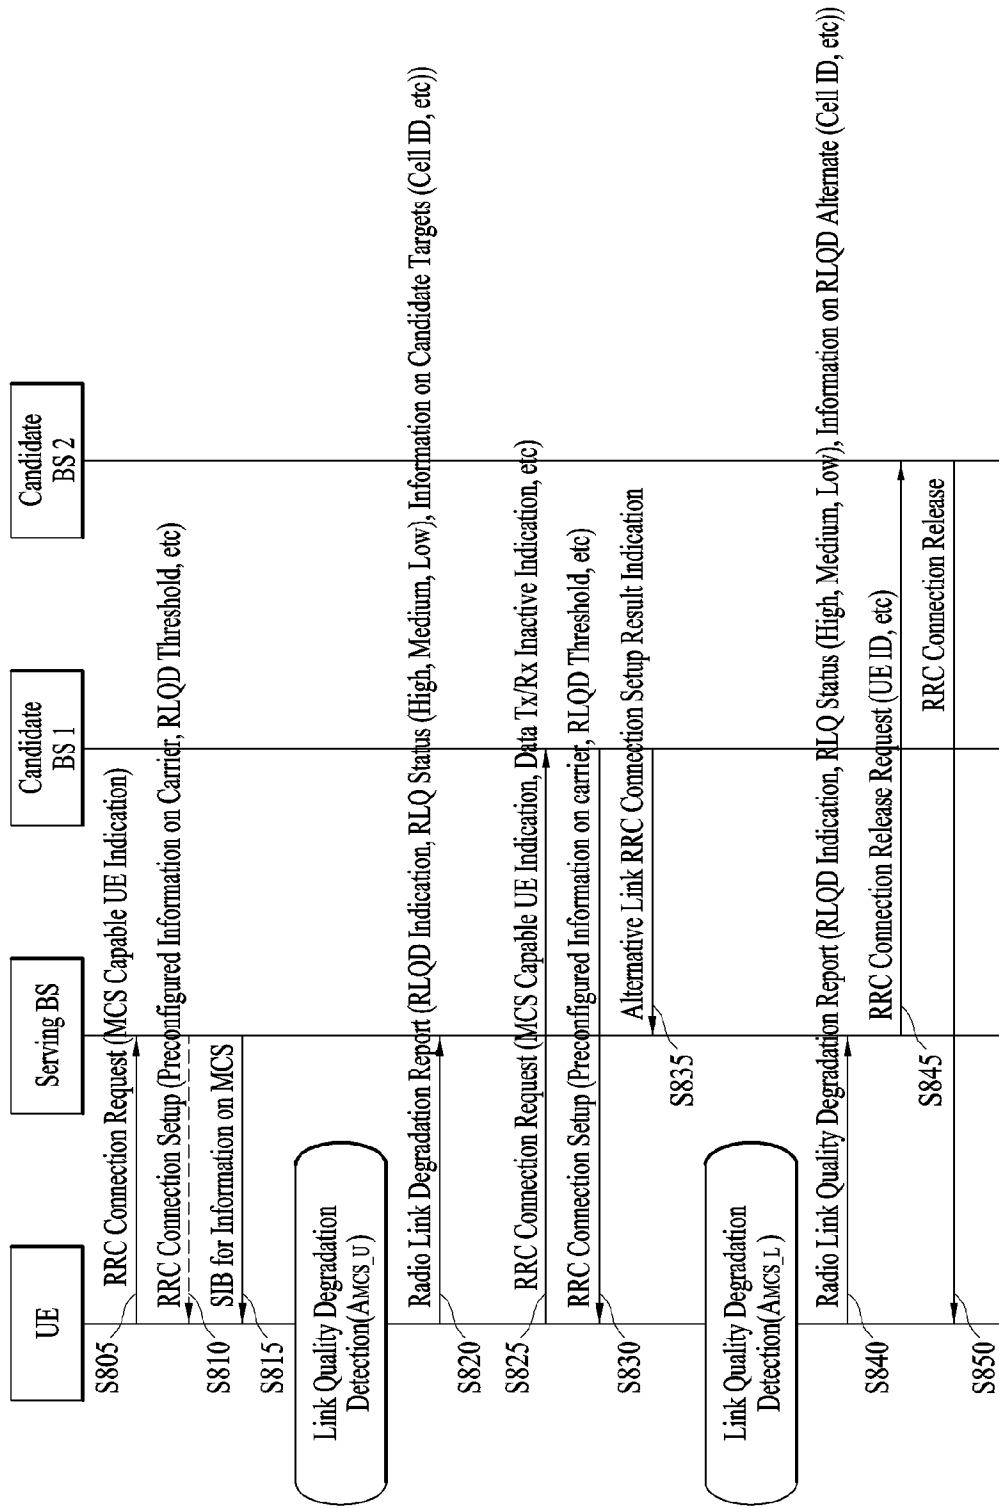 UE
Serving BS
Candidate
BS 1
Candidate
BS 2
RRC Connection Request (MCS Capable UE Indication)
S805
RRC Connection Setup (Preconfigured Information on Carrier, RLQD Threshold, etc)
S810
SIB for Information on MCS
S815
Link Quality Degradation
Detection(AMCS_U)
Radio Link Degradation Report (RLQD Indication, RLQ Status (High, Medium, Low), Information on Candidate Targets (Cell ID, etc))
S820
RRC Connection Request (MCS Capable UE Indication, Data Tx/Rx Inactive Indication, etc)
S825
RRC Connection Setup (Preconfigured Information on carrier, RLQD Threshold, etc)
S830
Alternative Link RRC Connection Setup Result Indication
S835
Link Quality Degradation
Detection(AMCS_L)
Radio Link Quality Degradation Report (RLQD Indication, RLQ Status (High, Medium, Low), Information on RLQD Alternate (Cell ID, etc))
S840
RRC Connection Release Request (UE ID, etc)
S845
RRC Connection Release
S850